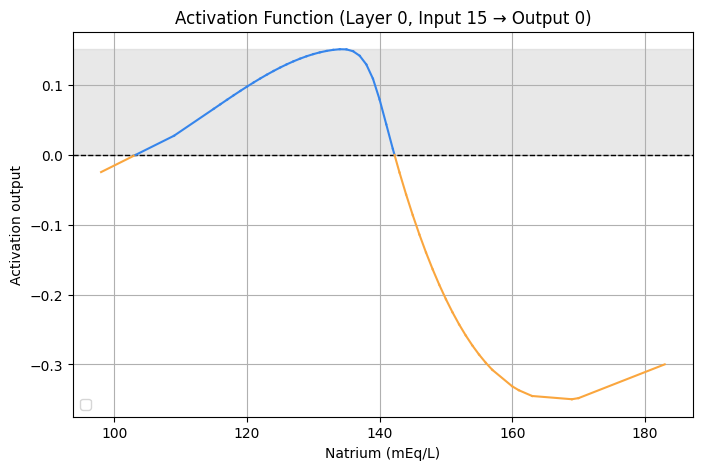 Activation Function (Layer 0, Input 15 → Output 0)
0.1
0.0
−0.1
−0.2
−0.3
Activation output
100 120 140 160 180
Natrium (mEq/L)